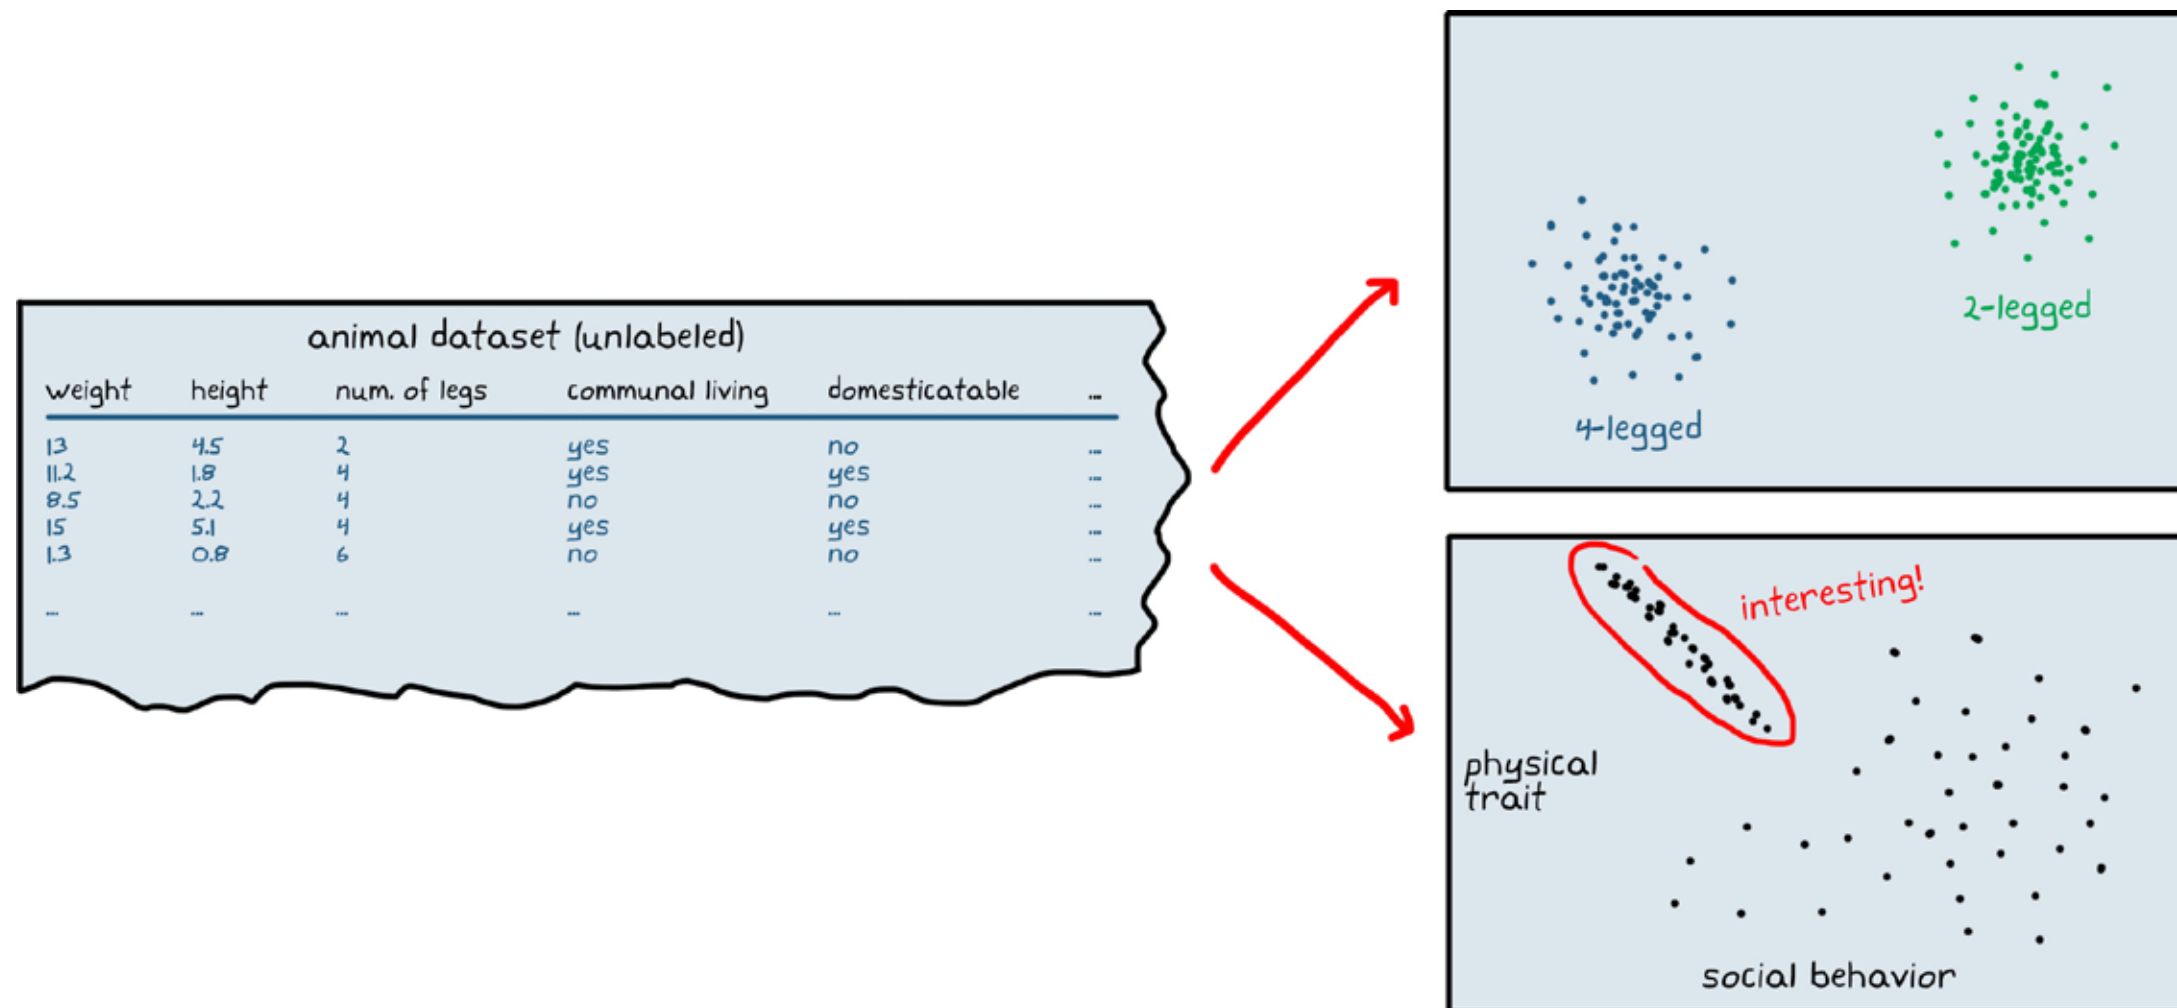 animal dataset (unlabeled)
weight height num. of legs communal living domesticatable ...
13 4.5 2 yes no ...
11.2 1.8 4 yes yes ...
8.5 2.2 4 no no ...
15 5.1 4 yes yes ...
1.3 0.8 6 no no ...
... ... ... ... ... ...
2-legged
4-legged
interesting!
physical
trait
social behavior